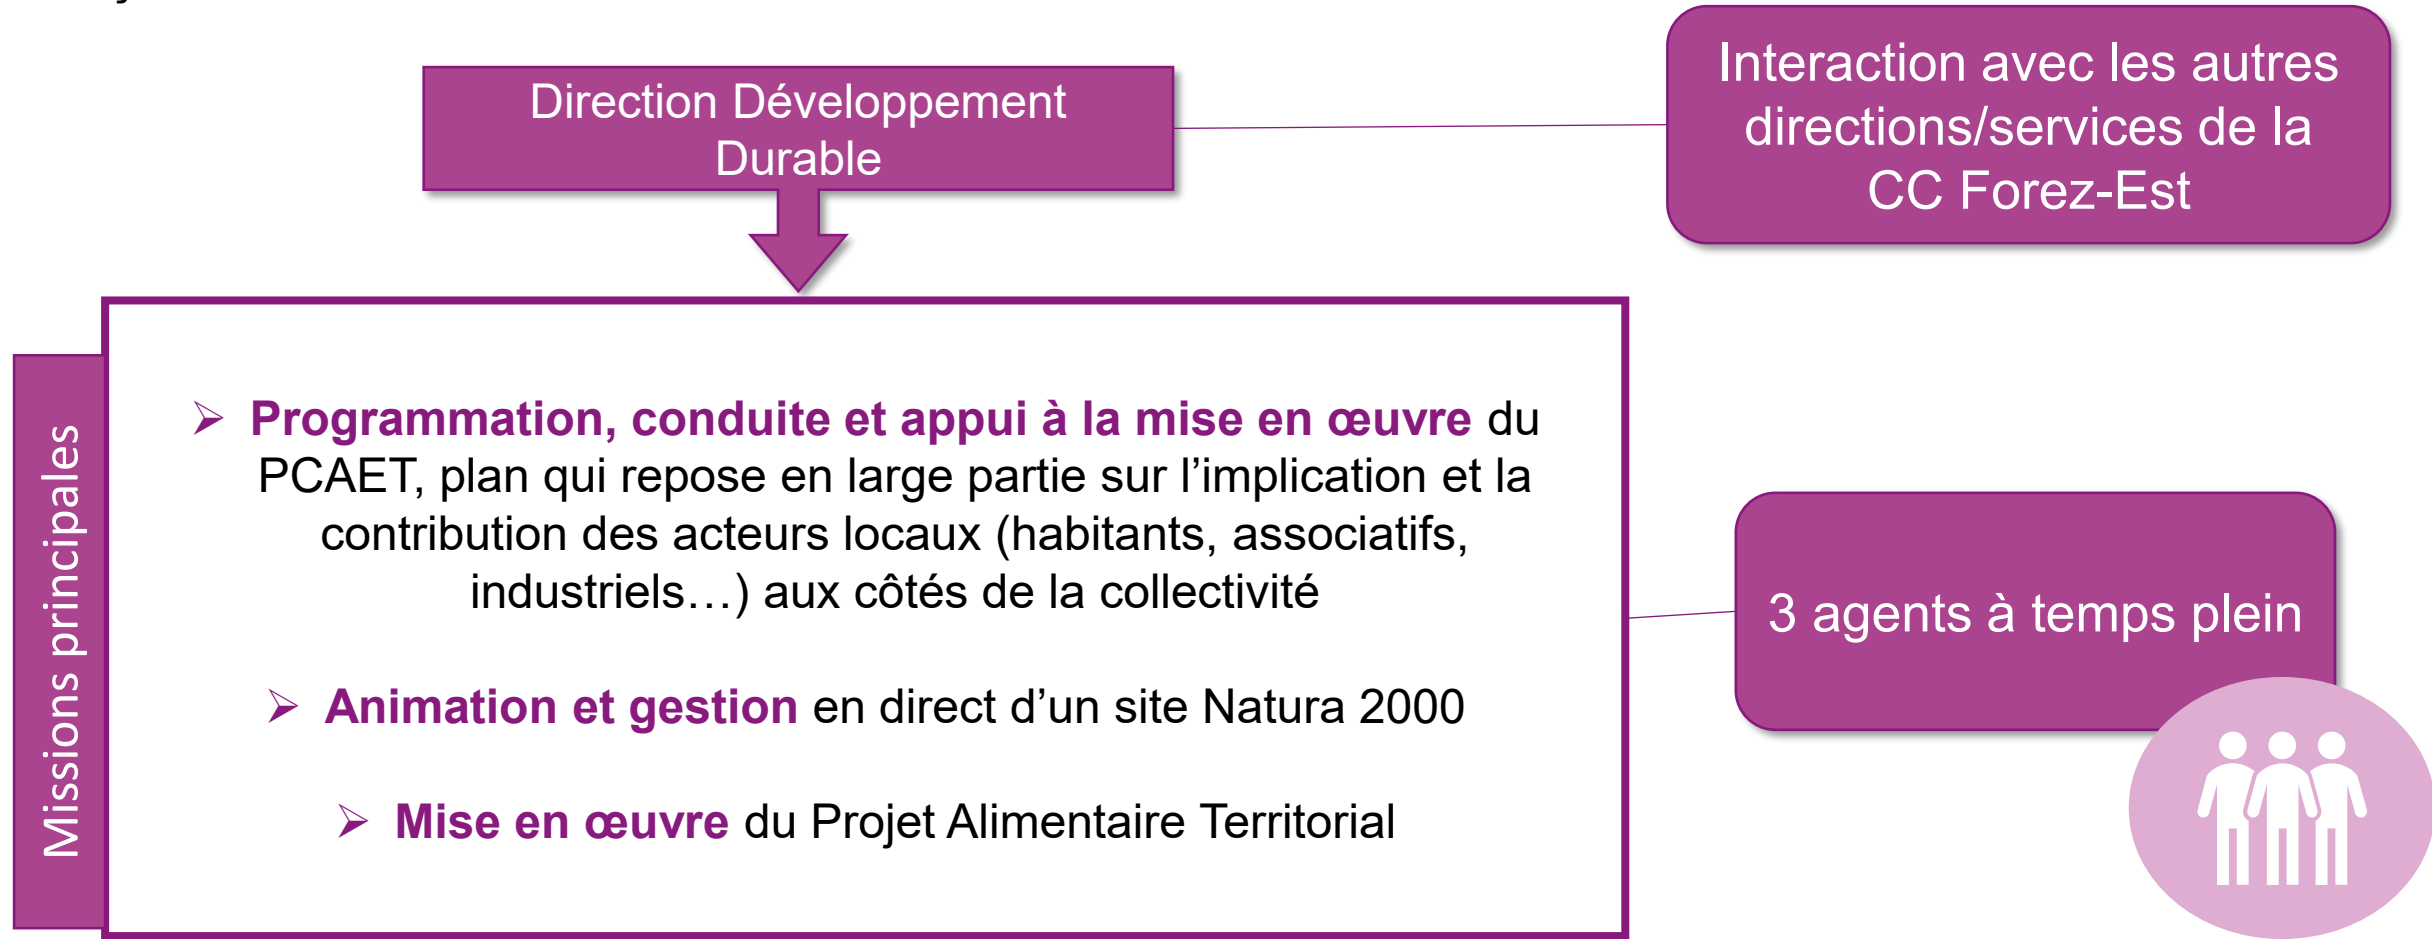 Direction Développement
Durable
Interaction avec les autres
directions/services de la
CC Forez-Est
Missions principales
➢ Programmation, conduite et appui à la mise en œuvre du
PCAET, plan qui repose en large partie sur l’implication et la
contribution des acteurs locaux (habitants, associatifs,
industriels…) aux côtés de la collectivité
➢ Animation et gestion en direct d’un site Natura 2000
➢ Mise en œuvre du Projet Alimentaire Territorial
3 agents à temps plein